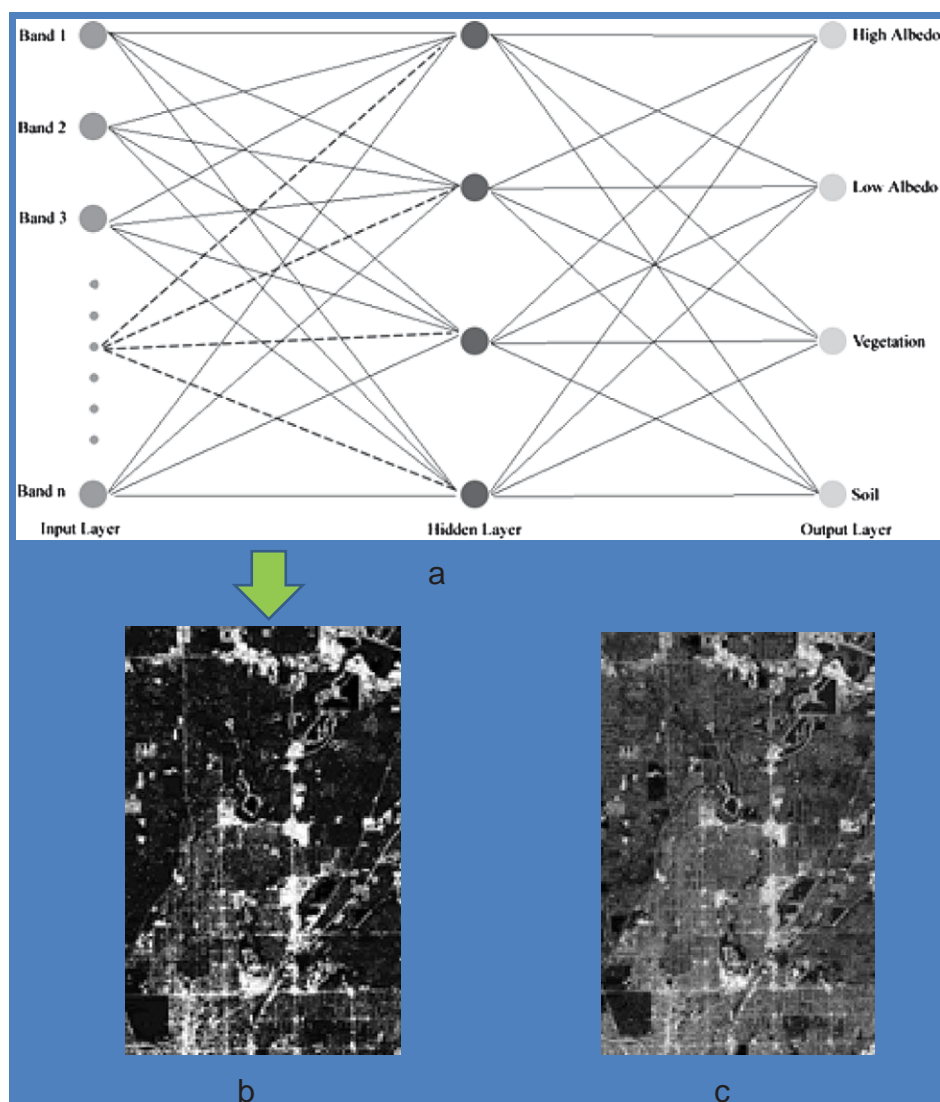 Band 1
High Albedo
Band 2
Low Albedo
Band 3
Vegetation
Band n
Soil
Input Layer
Hidden Layer
Output Layer
a
b
c